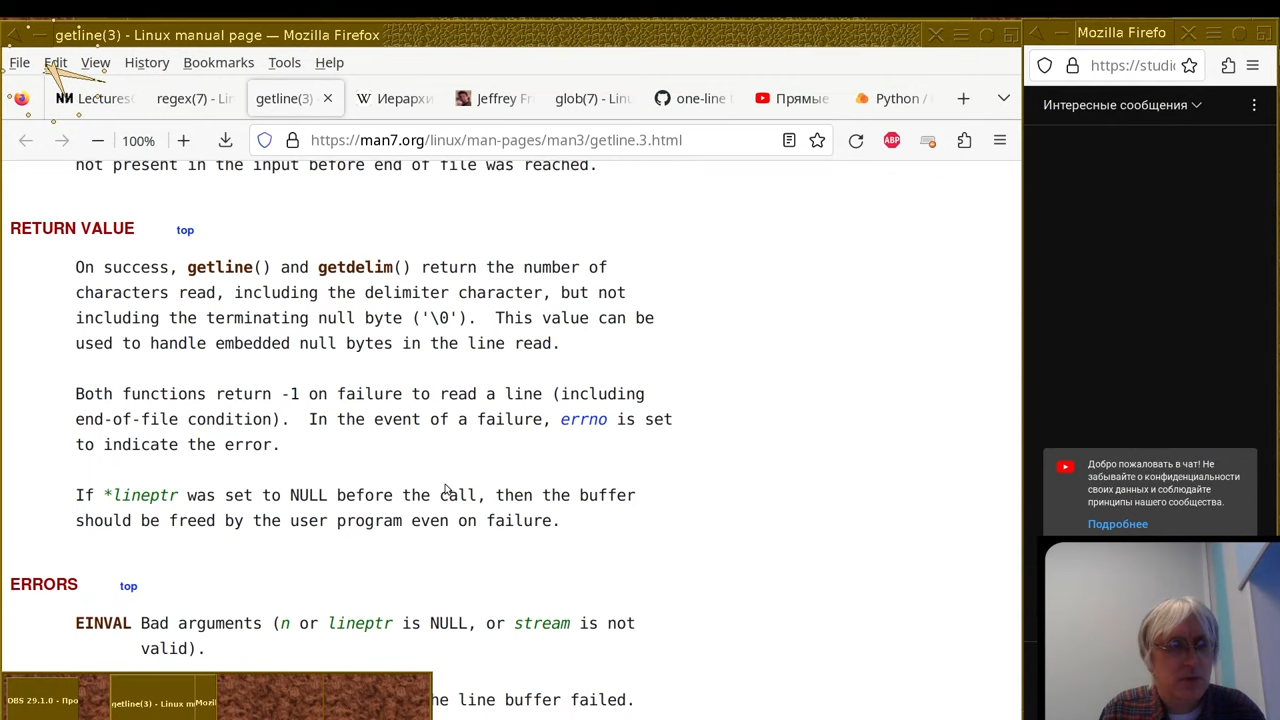 getline(3) - Linux manual page — Mozilla Firefox
Mozilla Firefo
File Edit View History Bookmarks Tools Help
https://studi
Lectures regex(7) - Lin getline(3) - Иерархи Jeffrey Fr glob(7) - Linu one-line Прямые Python /
Интересные сообщения
100%
https://man7.org/linux/man-pages/man3/getline.3.html
ABP
not present in the input before end of file was reached.
RETURN VALUE top
On success, getline() and getdelim() return the number of
characters read, including the delimiter character, but not
including the terminating null byte ('\0'). This value can be
used to handle embedded null bytes in the line read.
Both functions return -1 on failure to read a line (including
end-of-file condition). In the event of a failure, errno is set
to indicate the error.
If *lineptr was set to NULL before the call, then the buffer
should be freed by the user program even on failure.
ERRORS top
EINVAL Bad arguments (n or lineptr is NULL, or stream is not
valid).
he line buffer failed.
Добро пожаловать в чат! Не
забывайте о конфиденциальности
своих данных и соблюдайте
принципы нашего сообщества.
Подробнее
OBS 29.1.0 - Про
getline(3) - Linux m
Mozil